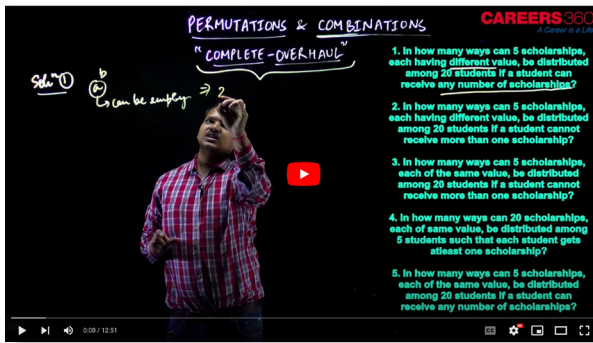 PERMUTATIONS & COMBINATIONS
"COMPLETE-OVERHAUL"
CAREERS360
A Career is a Life
Solⁿ ① b
a
can be empty ⇒ 2
1. In how many ways can 5 scholarships,
each having different value, be distributed
among 20 students if a student can
receive any number of scholarships?
2. In how many ways can 5 scholarships,
each having different value, be distributed
among 20 students if a student cannot
receive more than one scholarship?
3. In how many ways can 5 scholarships,
each of the same value, be distributed
among 20 students if a student cannot
receive more than one scholarship?
4. In how many ways can 20 scholarships,
each of same value, be distributed among
5 students such that each student gets
atleast one scholarship?
5. In how many ways can 5 scholarships,
each of the same value, be distributed
among 20 students if a student can
receive any number of scholarships?
0:00 / 12:51